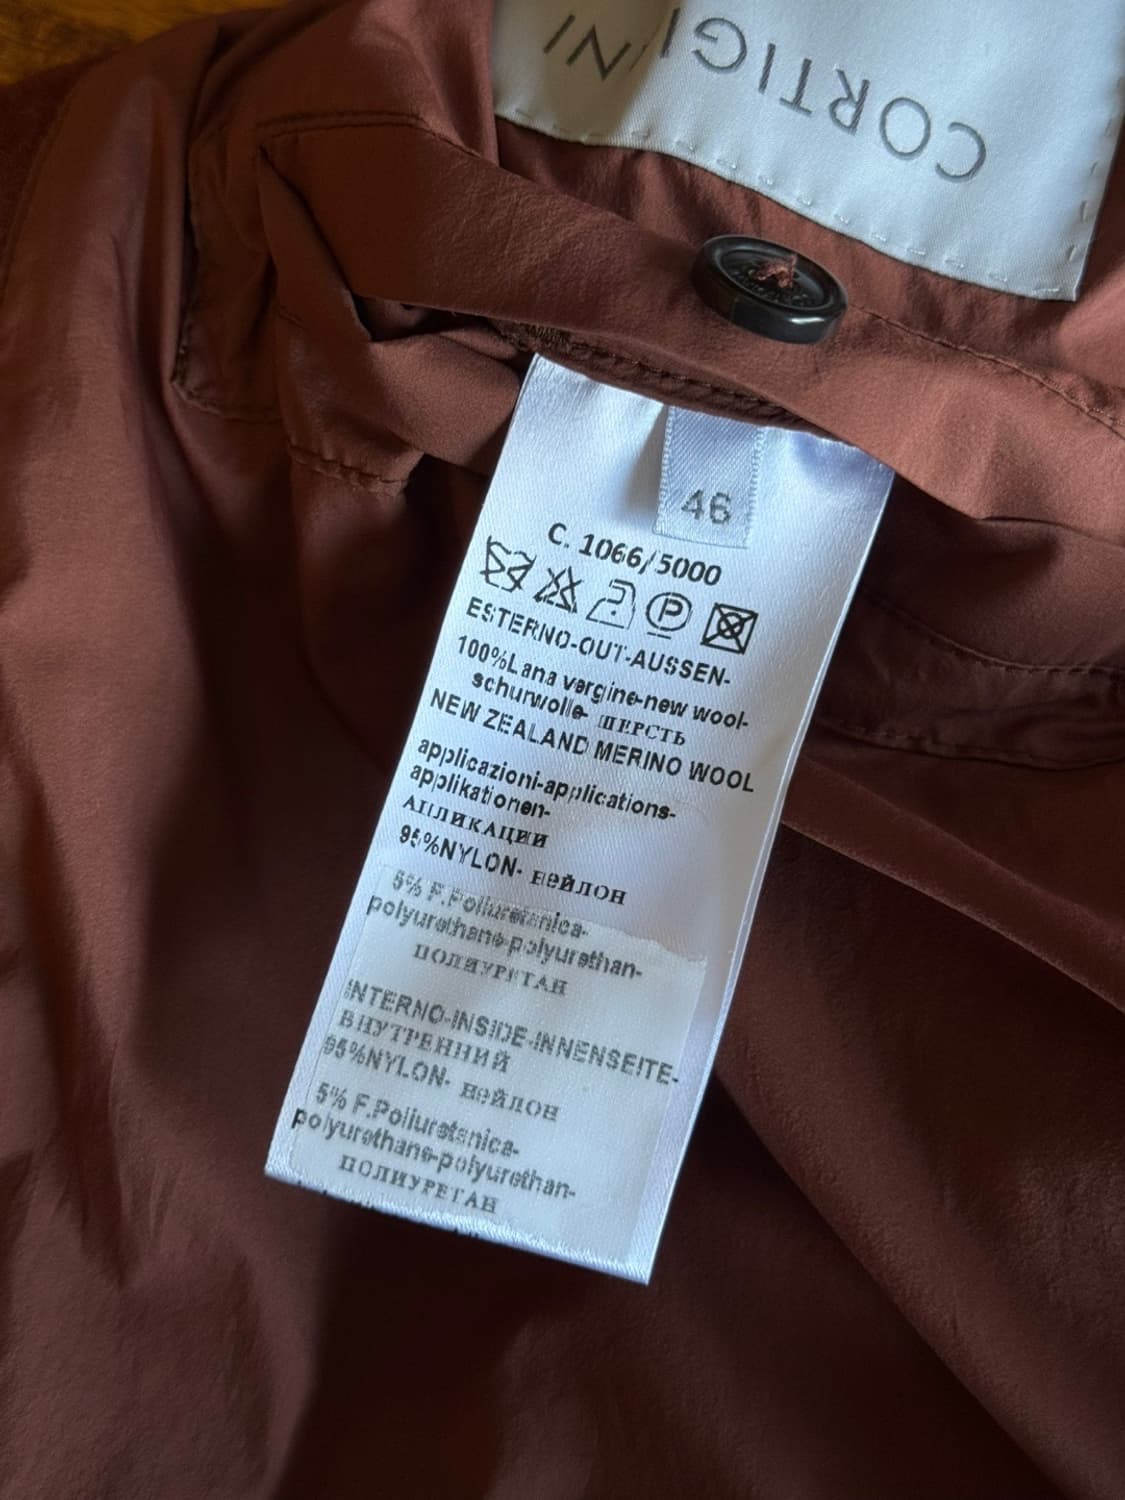 CORTIGIANI
46
C. 1066/5000
P
ESTERNO-OUT-AUSSEN-
100%Lana vergine-new wool-
schurwolle- ШЕРСТЬ
NEW ZEALAND MERINO WOOL
applicazioni-applications-
applikationen-
АПЛИКАЦИИ
95%NYLON- нейлон
5% F.Poliuretanica-
polyurethane-polyurethan-
ПОЛИУРЕТАН
INTERNO-INSIDE-INNENSEITE-
ВНУТРЕННИЙ
95%NYLON- нейлон
5% F.Poliuretanica-
polyurethane-polyurethan-
ПОЛИУРЕТАН